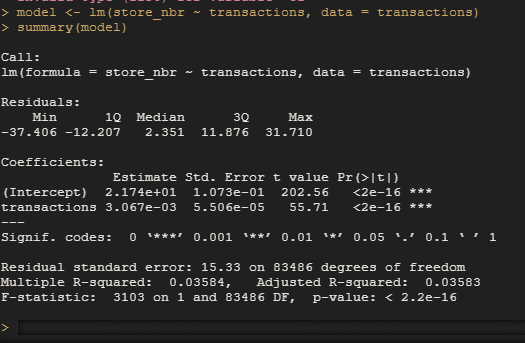 > model <- lm(store_nbr ~ transactions, data = transactions)
> summary(model)
Call:
lm(formula = store_nbr ~ transactions, data = transactions)
Residuals:
    Min      1Q  Median      3Q     Max
-37.406 -12.207   2.351  11.876  31.710
Coefficients:
              Estimate Std. Error t value Pr(>|t|)
(Intercept)  2.174e+01  1.073e-01  202.56   <2e-16 ***
transactions 3.067e-03  5.506e-05   55.71   <2e-16 ***
---
Signif. codes:  0 ‘***’ 0.001 ‘**’ 0.01 ‘*’ 0.05 ‘.’ 0.1 ‘ ’ 1
Residual standard error: 15.33 on 83486 degrees of freedom
Multiple R-squared:  0.03584,	Adjusted R-squared:  0.03583
F-statistic:  3103 on 1 and 83486 DF,  p-value: < 2.2e-16
>